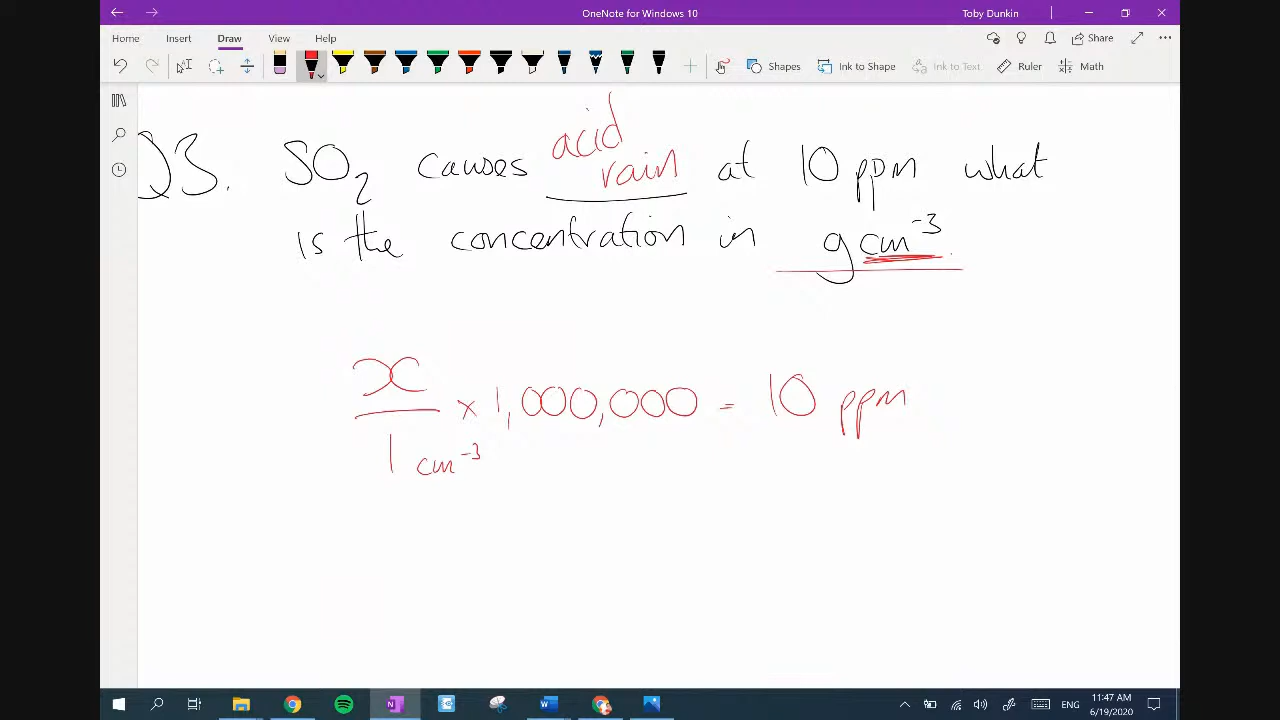 OneNote for Windows 10
Toby Dunkin
Home Insert Draw View Help
Share
Shapes
Ink to Shape
Ink to Text
Ruler
Math
Q3. SO₂ causes acid rain at 10 ppm what
is the concentration in g cm⁻³.
x
— × 1,000,000 = 10 ppm
1 cm⁻³
ENG
11:47 AM
6/19/2020